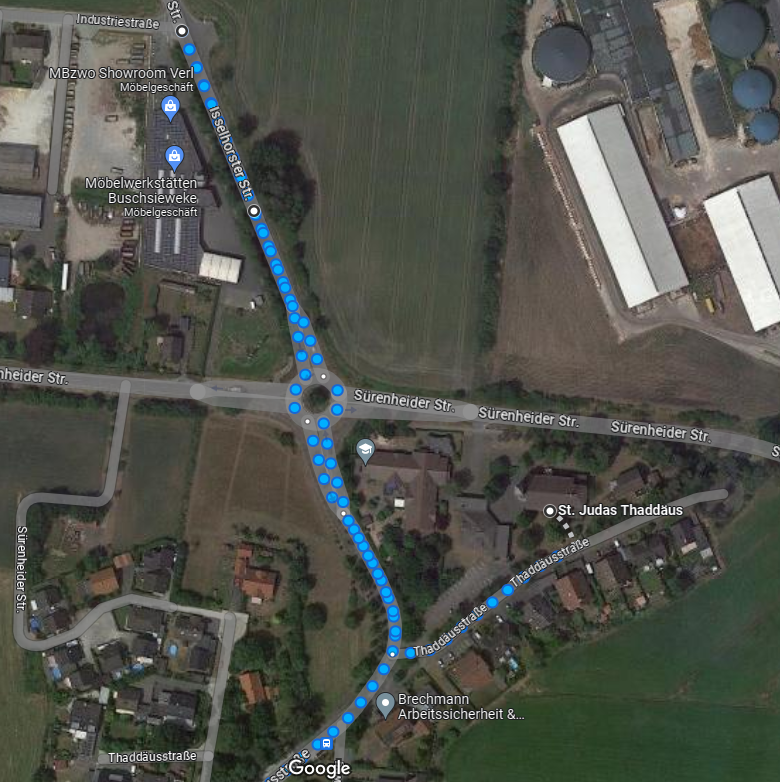 Str.
Industriestraße
MBzwo Showroom Verl
Möbelgeschäft
Isselhorster Str.
Möbelwerkstätten
Buschsieweke
Möbelgeschäft
nheider Str.
Sürenheider Str.
Sürenheider Str.
Sürenheider Str.
S
St. Judas Thaddäus
Thaddäusstraße
Sürenheider Str.
Thaddäusstraße
Brechmann
Arbeitssicherheit &...
Thaddäusstraße
sstraße
Google